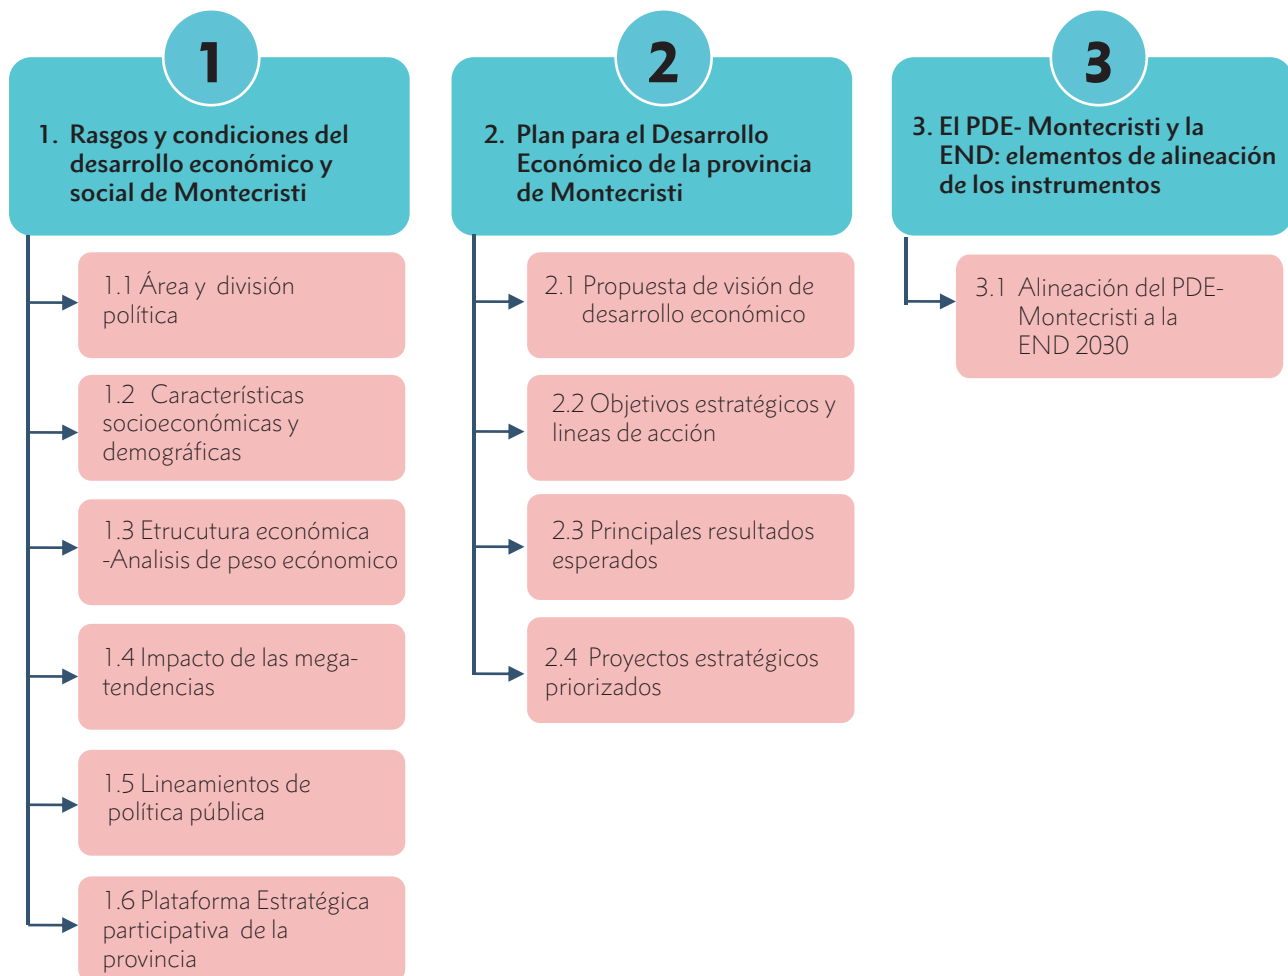 1
1. Rasgos y condiciones del
desarrollo económico y
social de Montecristi
1.1 Área y división
política
1.2 Características
socioeconómicas y
demográficas
1.3 Etrucutura económica
-Analisis de peso ecónomico
1.4 Impacto de las mega-
tendencias
1.5 Lineamientos de
política pública
1.6 Plataforma Estratégica
participativa de la
provincia
2
2. Plan para el Desarrollo
Económico de la provincia
de Montecristi
2.1 Propuesta de visión de
desarrollo económico
2.2 Objetivos estratégicos y
lineas de acción
2.3 Principales resultados
esperados
2.4 Proyectos estratégicos
priorizados
3
3. El PDE- Montecristi y la
END: elementos de alineación
de los instrumentos
3.1 Alineación del PDE-
Montecristi a la
END 2030